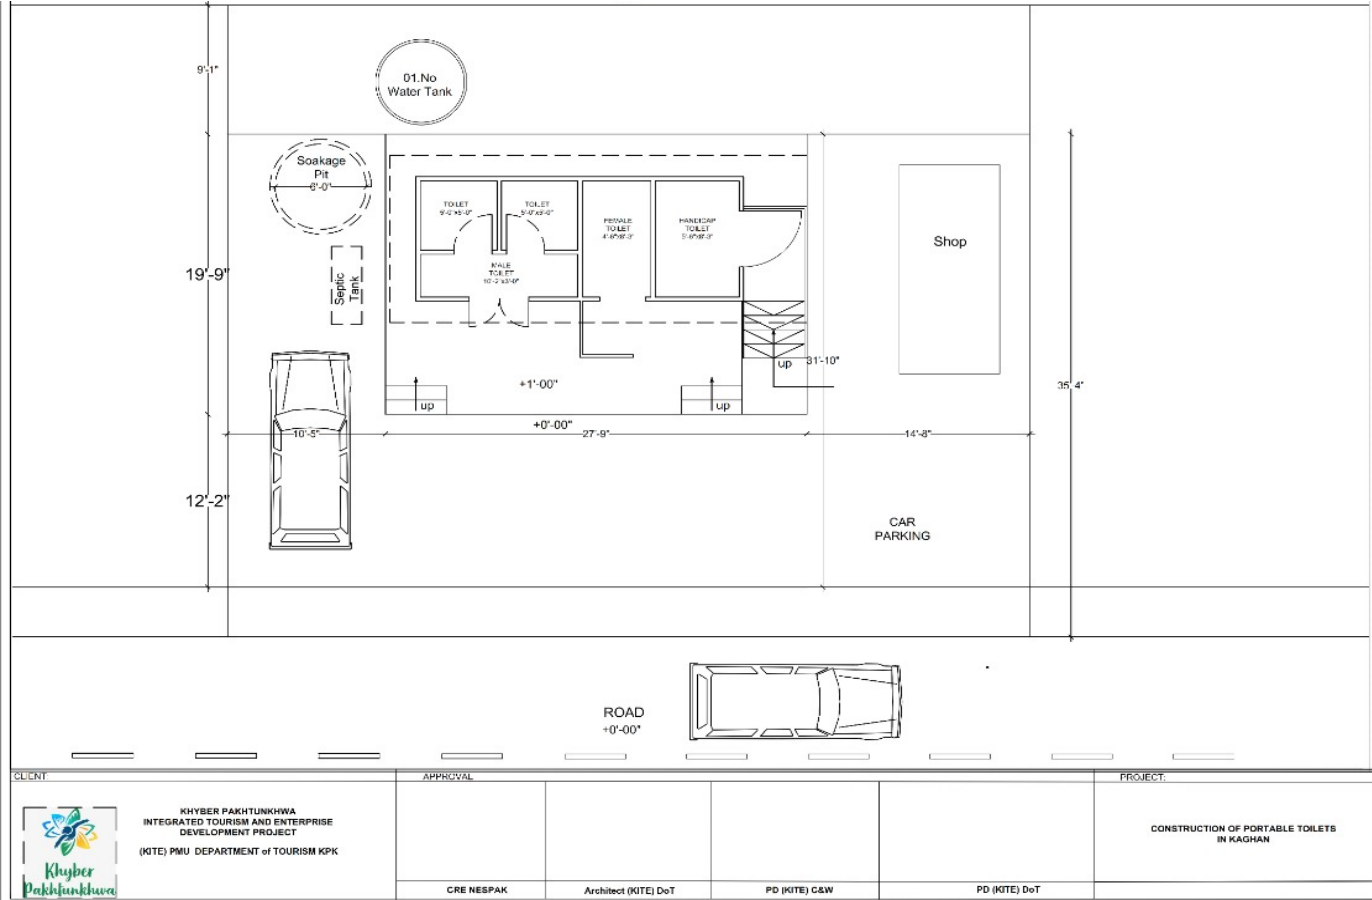 9'-1"
01.No
Water Tank
Soakage
Pit
6'-0"
TOILET
TOILET
5'-0"x5'-0"
FEMALE
TOILET
HANDICAP
TOILET
Shop
MALE
TOILET
19'-9"
Septic
Tank
up
31'-10"
35'-4"
+1'-00"
up
up
+0'-00"
10'-5"
27'-9"
14'-8"
12'-2"
CAR
PARKING
ROAD
+0'-00"
CLIENT:
APPROVAL
PROJECT:
KHYBER PAKHTUNKHWA
INTEGRATED TOURISM AND ENTERPRISE
DEVELOPMENT PROJECT
(KITE) PMU DEPARTMENT of TOURISM KPK
Khyber
Pakhtunkhwa
CONSTRUCTION OF PORTABLE TOILETS
IN KAGHAN
CRE NESPAK
Architect (KITE) DoT
PD (KITE) C&W
PD (KITE) DoT